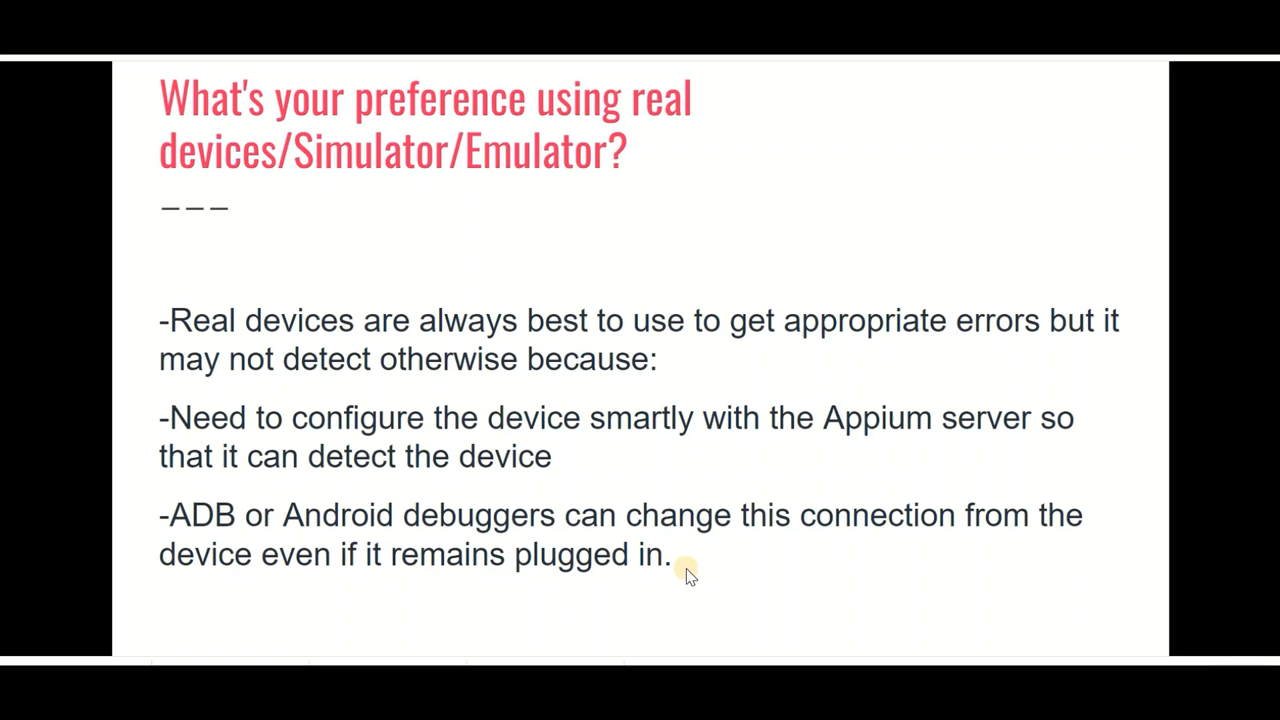 What's your preference using real
devices/Simulator/Emulator?
-Real devices are always best to use to get appropriate errors but it
may not detect otherwise because:
-Need to configure the device smartly with the Appium server so
that it can detect the device
-ADB or Android debuggers can change this connection from the
device even if it remains plugged in.